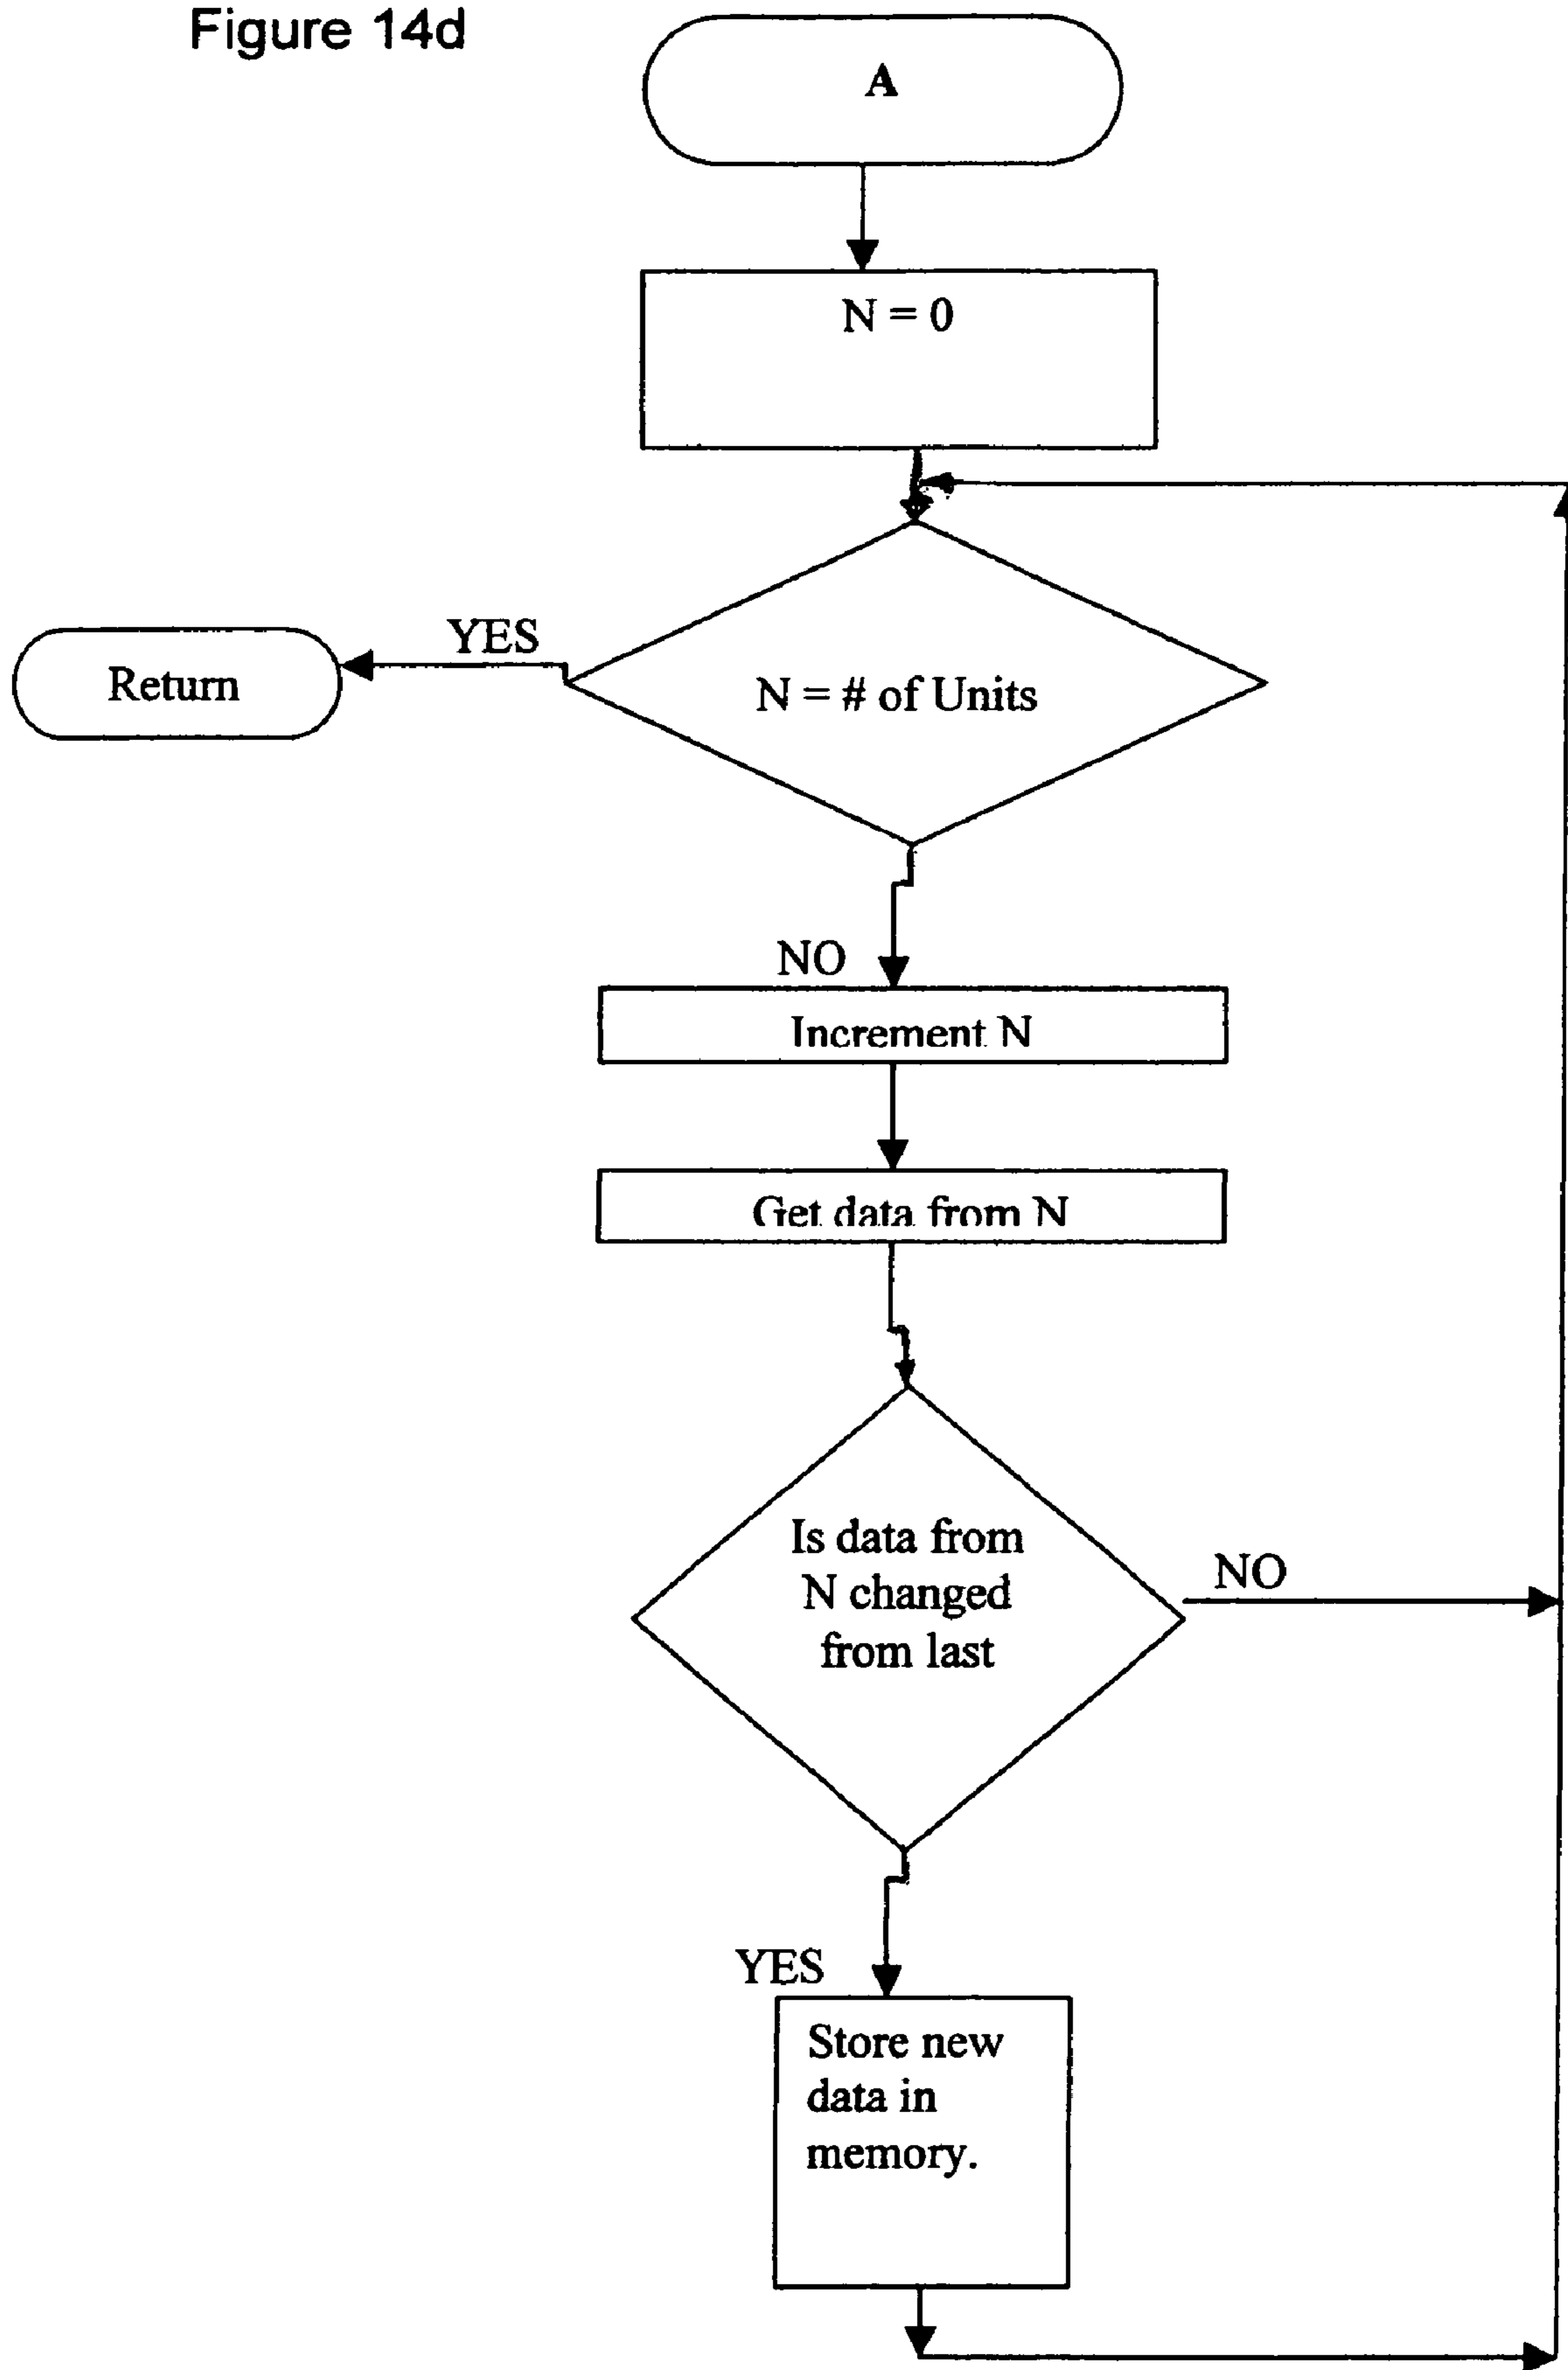 Figure 14d
A
N = 0
YES
Return
N = # of Units
NO
Increment N
Get data from N
Is data from
N changed
from last
NO
YES
Store new
data in
memory.